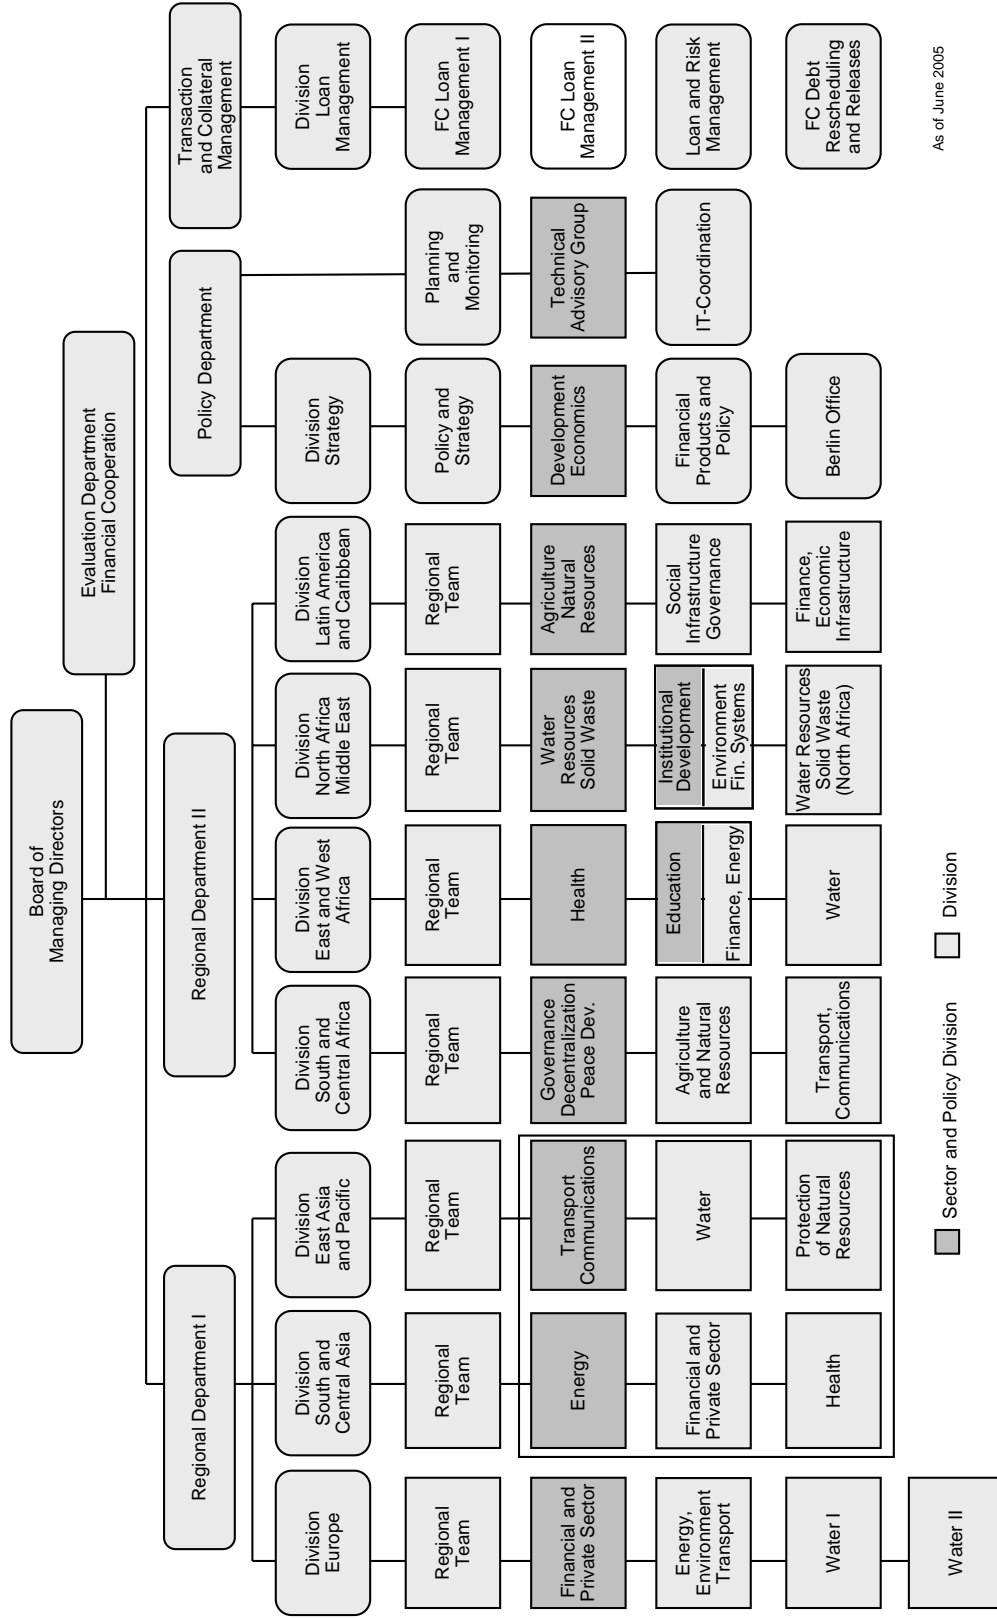 Board of
Managing Directors
Evaluation Department
Financial Cooperation
Regional Department I
Regional Department II
Policy Department
Transaction
and Collateral
Management
Division
Europe
Division
South and
Central Asia
Division
East Asia
and Pacific
Division
South and
Central Africa
Division
East and West
Africa
Division
North Africa
Middle East
Division
Latin America
and Caribbean
Division
Strategy
Division
Loan
Management
Regional
Team
Regional
Team
Regional
Team
Regional
Team
Regional
Team
Regional
Team
Regional
Team
Policy and
Strategy
Planning
and
Monitoring
FC Loan
Management I
Financial and
Private Sector
Energy
Transport
Communications
Governance
Decentralization
Peace Dev.
Health
Water
Resources
Solid Waste
Agriculture
Natural
Resources
Development
Economics
Technical
Advisory Group
FC Loan
Management II
Energy,
Environment
Transport
Financial and
Private Sector
Water
Agriculture
and Natural
Resources
Education
Finance, Energy
Institutional
Development
Environment
Fin. Systems
Social
Infrastructure
Governance
Financial
Products and
Policy
IT-Coordination
Loan and Risk
Management
Water I
Health
Protection
of Natural
Resources
Transport,
Communications
Water
Water Resources
Solid Waste
(North Africa)
Finance,
Economic
Infrastructure
Berlin Office
FC Debt
Rescheduling
and Releases
Water II
Sector and Policy Division
Division
As of June 2005